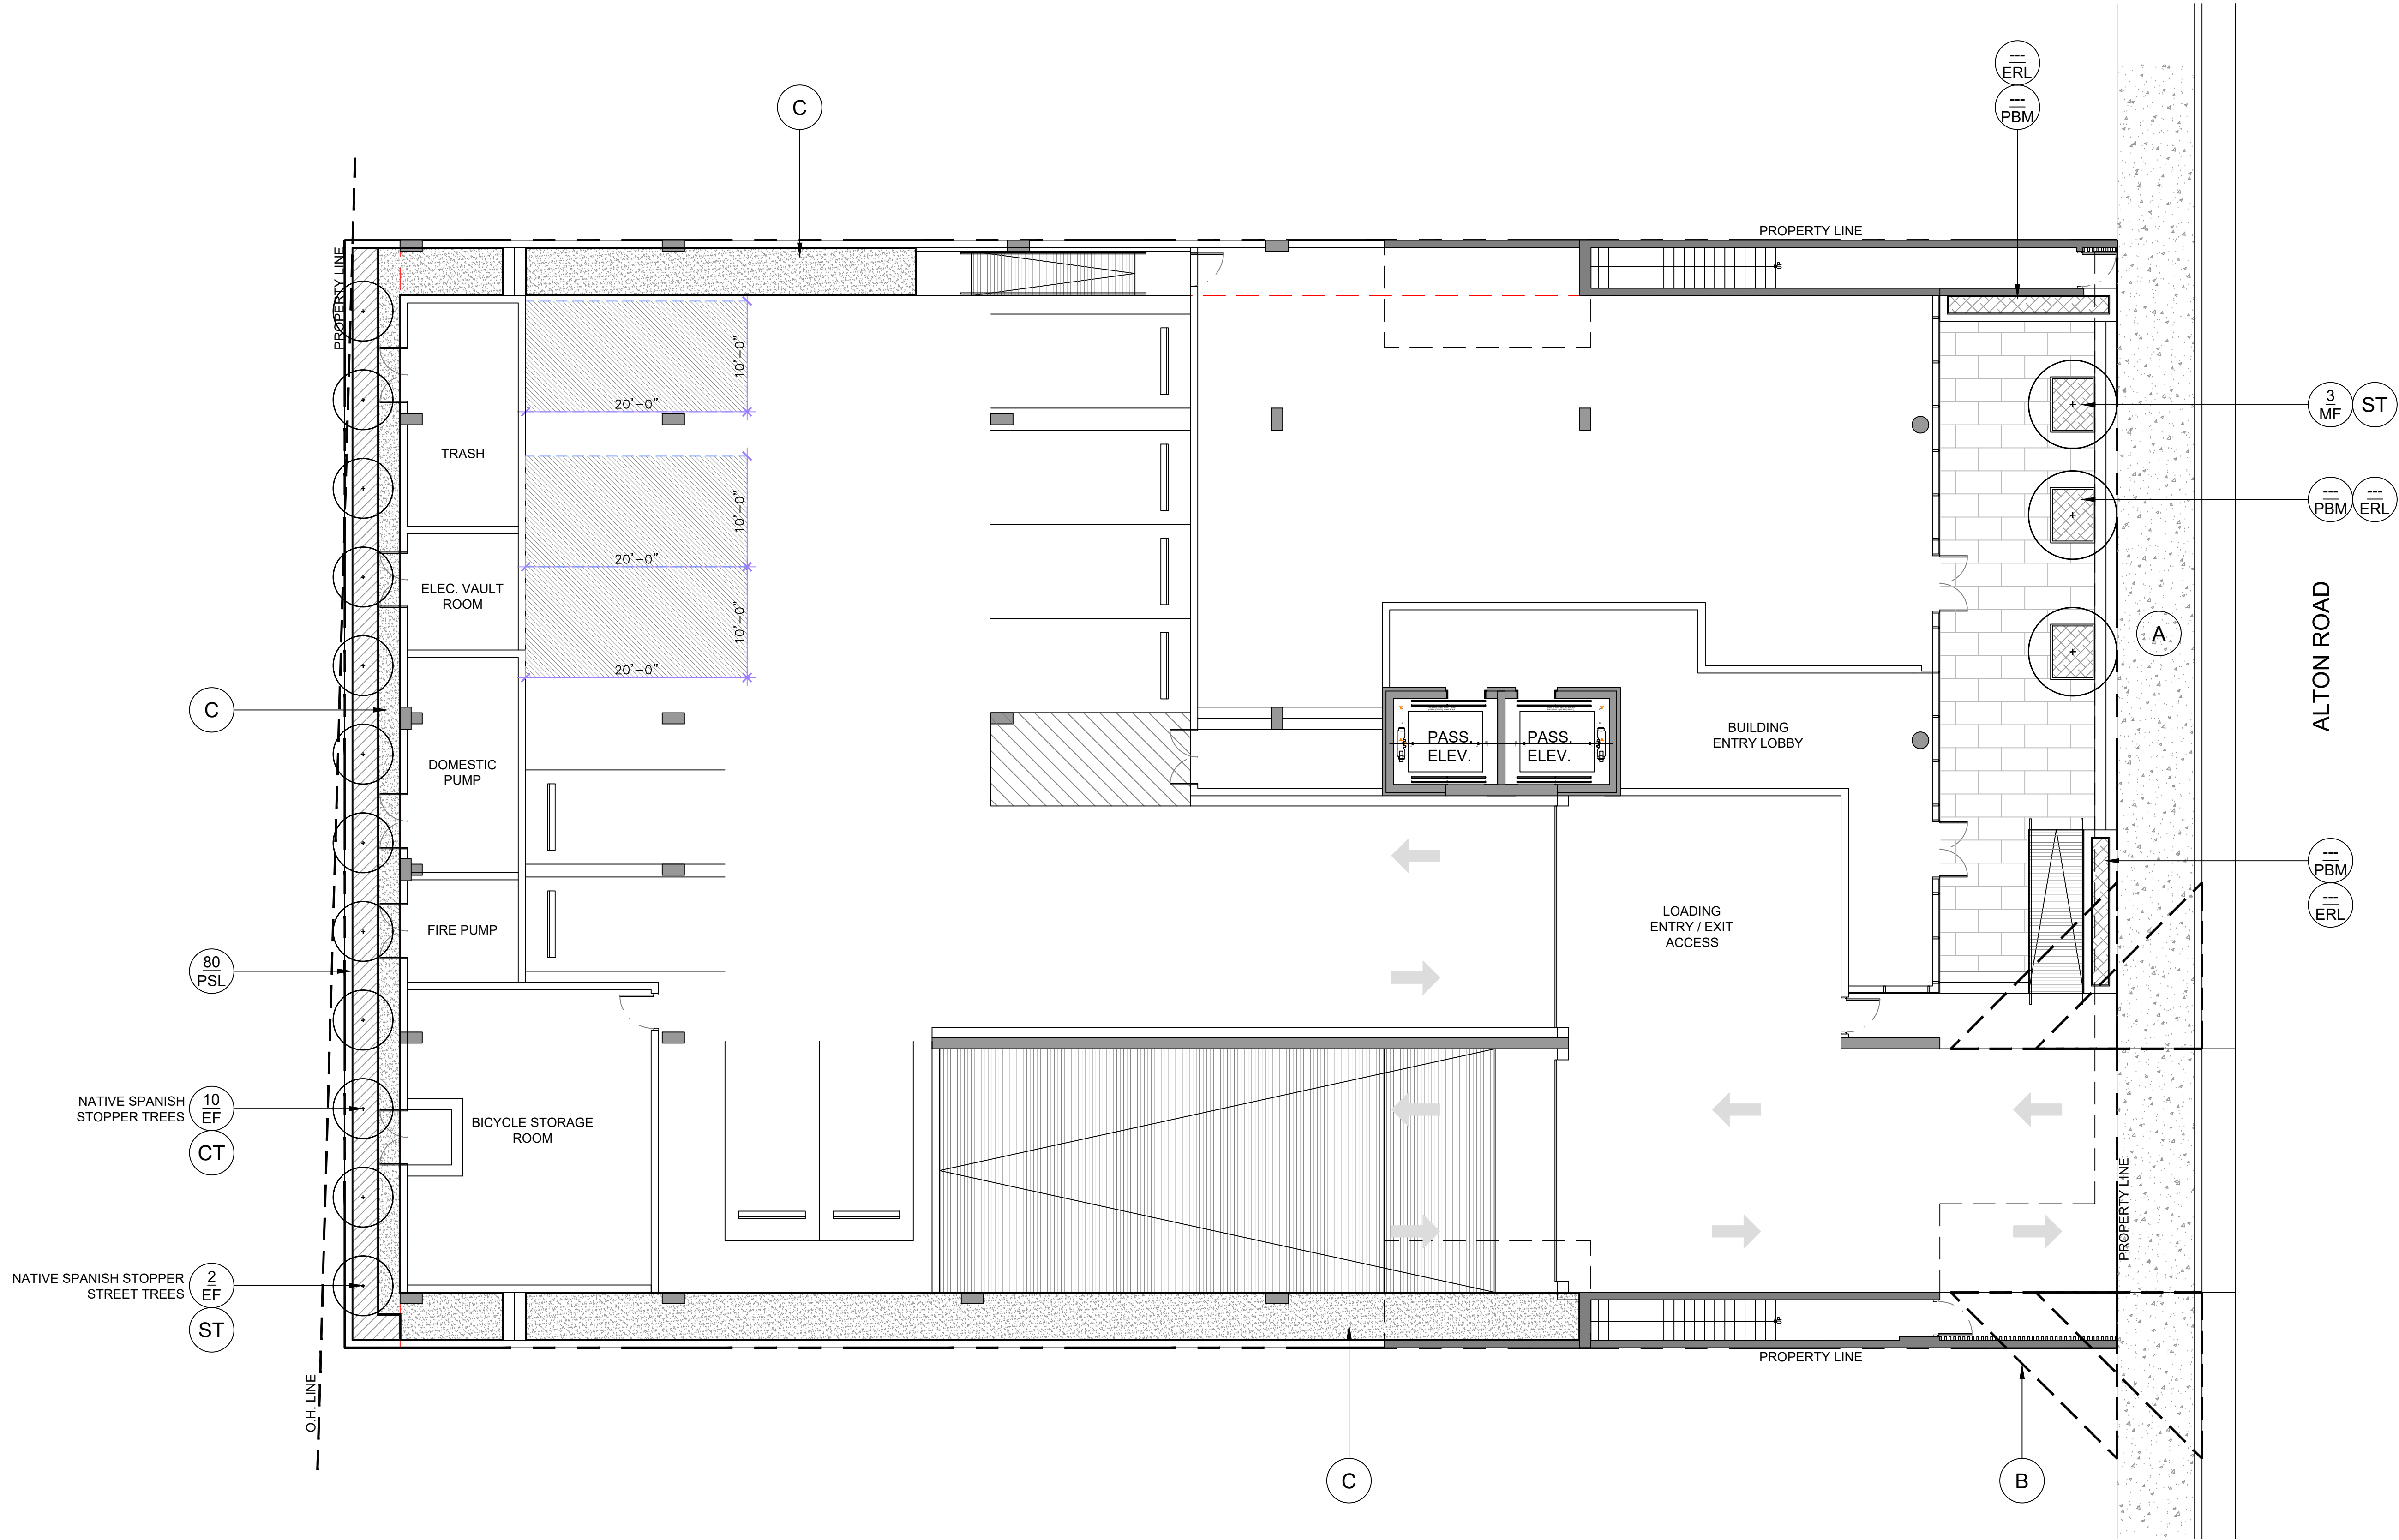 ---
ERL
---
PBM
C
PROPERTY LINE
PROPERTY LINE
10'-0"
20'-0"
TRASH
3
MF
ST
10'-0"
20'-0"
---
PBM
---
ERL
ELEC. VAULT
ROOM
10'-0"
20'-0"
A
ALTON ROAD
C
DOMESTIC
PUMP
PASS.
ELEV.
PASS.
ELEV.
BUILDING
ENTRY LOBBY
---
PBM
---
ERL
FIRE PUMP
LOADING
ENTRY / EXIT
ACCESS
80
PSL
NATIVE SPANISH
STOPPER TREES
10
EF
CT
BICYCLE STORAGE
ROOM
PROPERTY LINE
NATIVE SPANISH STOPPER
STREET TREES
2
EF
ST
PROPERTY LINE
O.H. LINE
C
B